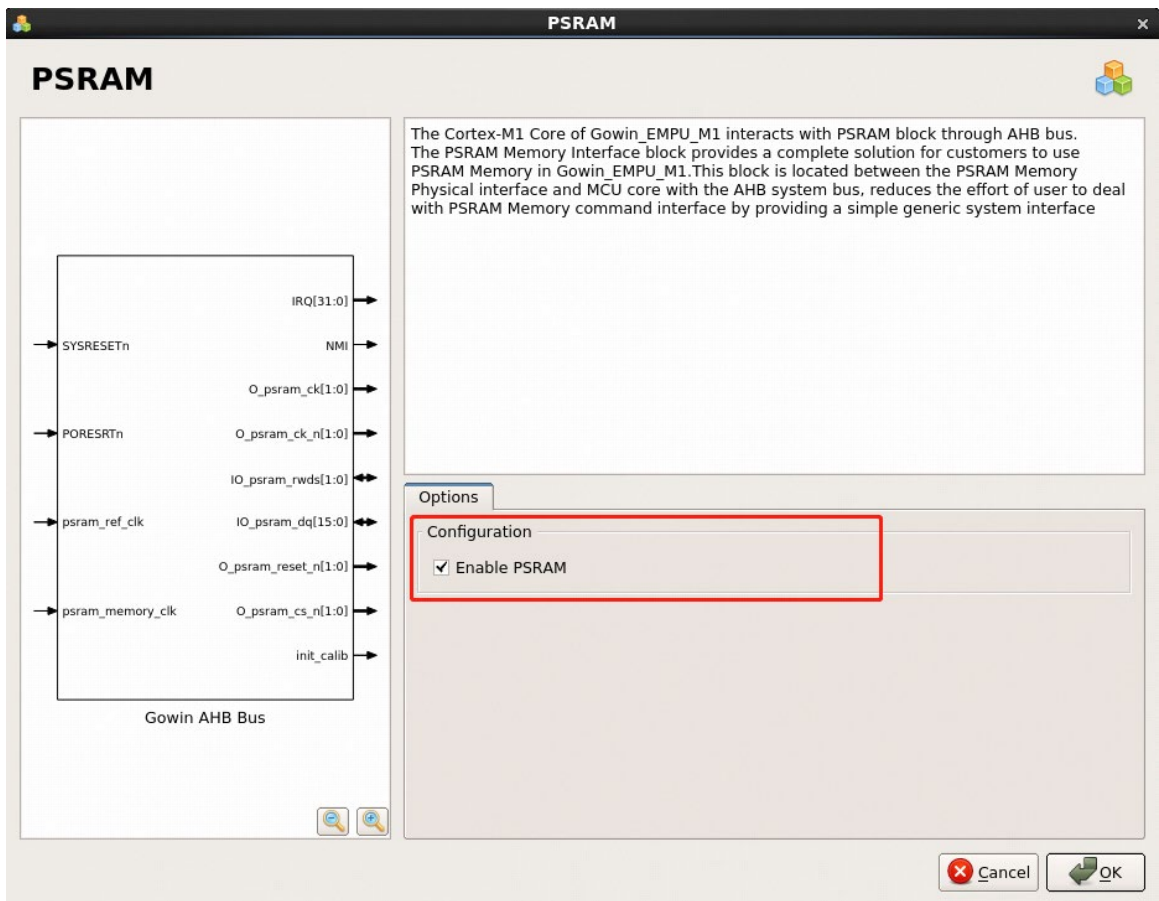 PSRAM
PSRAM
The Cortex-M1 Core of Gowin_EMPU_M1 interacts with PSRAM block through AHB bus.
The PSRAM Memory Interface block provides a complete solution for customers to use
PSRAM Memory in Gowin_EMPU_M1.This block is located between the PSRAM Memory
Physical interface and MCU core with the AHB system bus, reduces the effort of user to deal
with PSRAM Memory command interface by providing a simple generic system interface
IRQ[31:0]
SYSRESETn
NMI
O_psram_ck[1:0]
PORESRTn
O_psram_ck_n[1:0]
IO_psram_rwds[1:0]
psram_ref_clk
IO_psram_dq[15:0]
O_psram_reset_n[1:0]
psram_memory_clk
O_psram_cs_n[1:0]
init_calib
Gowin AHB Bus
Options
Configuration
Enable PSRAM
Cancel
OK